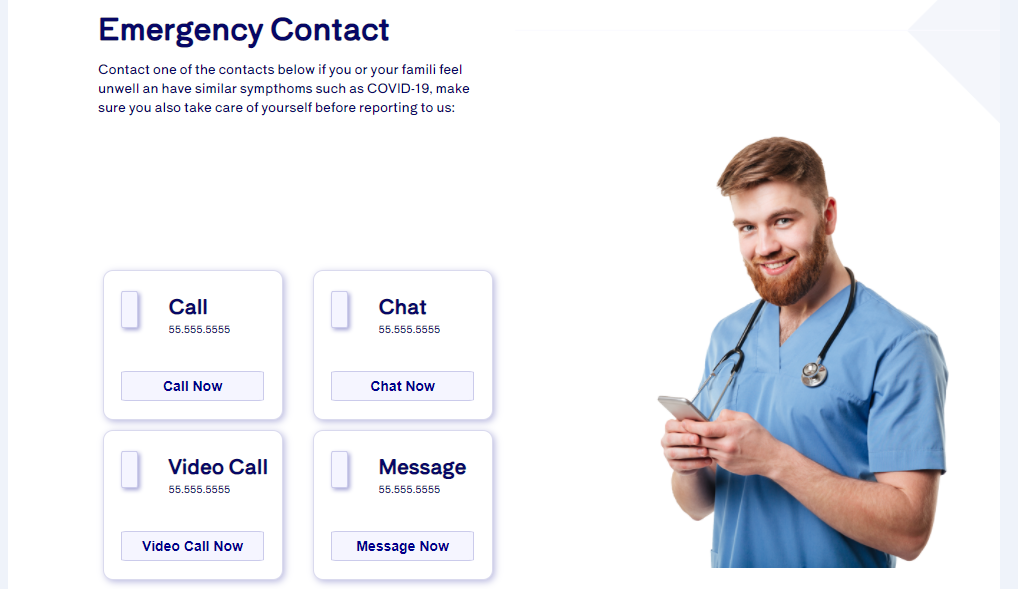 Emergency Contact
Contact one of the contacts below if you or your famili feel
unwell an have similar sympthoms such as COVID-19, make
sure you also take care of yourself before reporting to us:
Call
55.555.5555
Call Now
Chat
55.555.5555
Chat Now
Video Call
55.555.5555
Video Call Now
Message
55.555.5555
Message Now